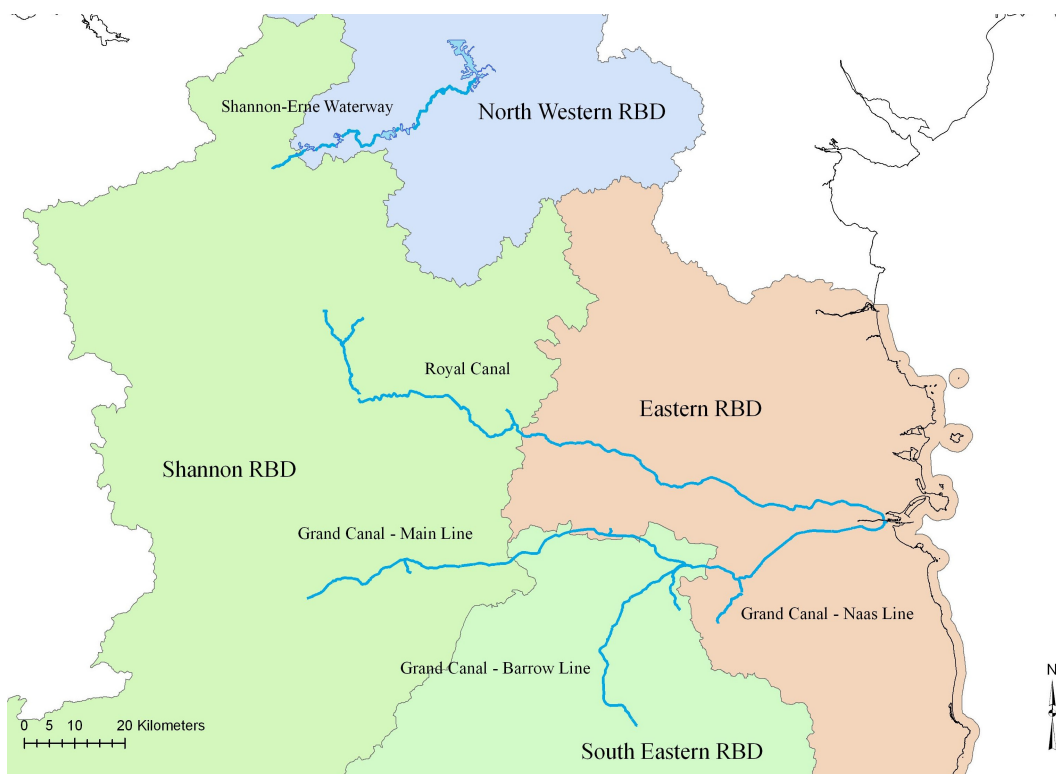 Shannon-Erne Waterway
North Western RBD
Royal Canal
Eastern RBD
Shannon RBD
Grand Canal - Main Line
Grand Canal - Naas Line
Grand Canal - Barrow Line
N
0 5 10 20 Kilometers
South Eastern RBD